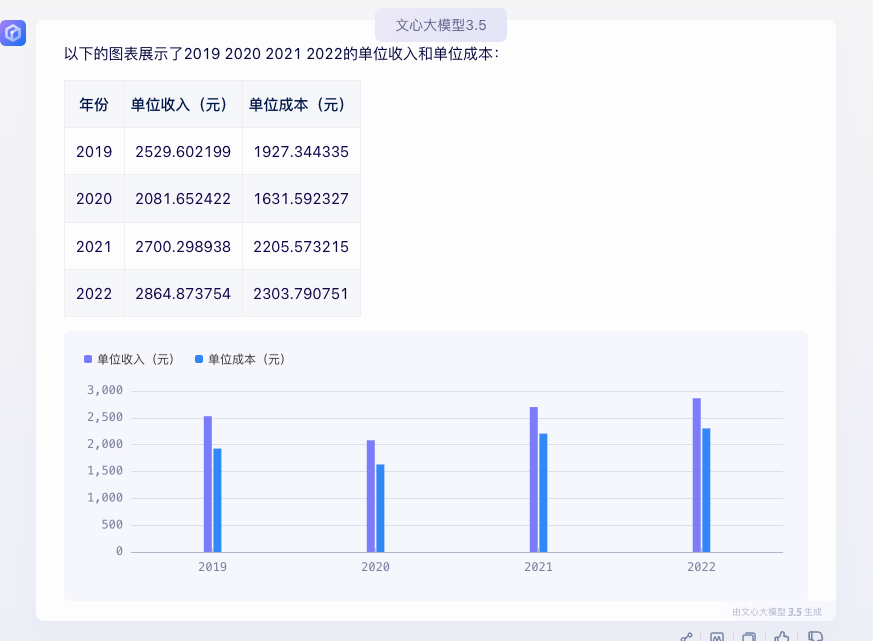 文心大模型3.5
以下的图表展示了2019 2020 2021 2022的单位收入和单位成本：
年份 单位收入（元） 单位成本（元）
2019 2529.602199 1927.344335
2020 2081.652422 1631.592327
2021 2700.298938 2205.573215
2022 2864.873754 2303.790751
单位收入（元） 单位成本（元）
3,000
2,500
2,000
1,500
1,000
500
0
2019 2020 2021 2022
由文心大模型 3.5 生成